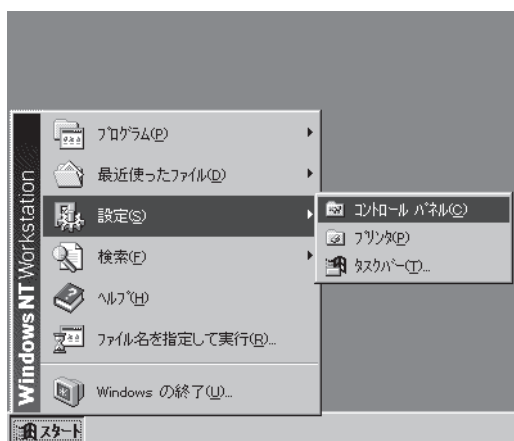 Windows NT Workstation
ﾌﾟﾛｸﾞﾗﾑ(P)
最近使ったﾌｧｲﾙ(D)
設定(S)
検索(F)
ﾍﾙﾌﾟ(H)
ﾌｧｲﾙ名を指定して実行(R)...
Windows の終了(U)...
ｺﾝﾄﾛｰﾙ ﾊﾟﾈﾙ(C)
ﾌﾟﾘﾝﾀ(P)
ﾀｽｸﾊﾞｰ(T)...
スタート